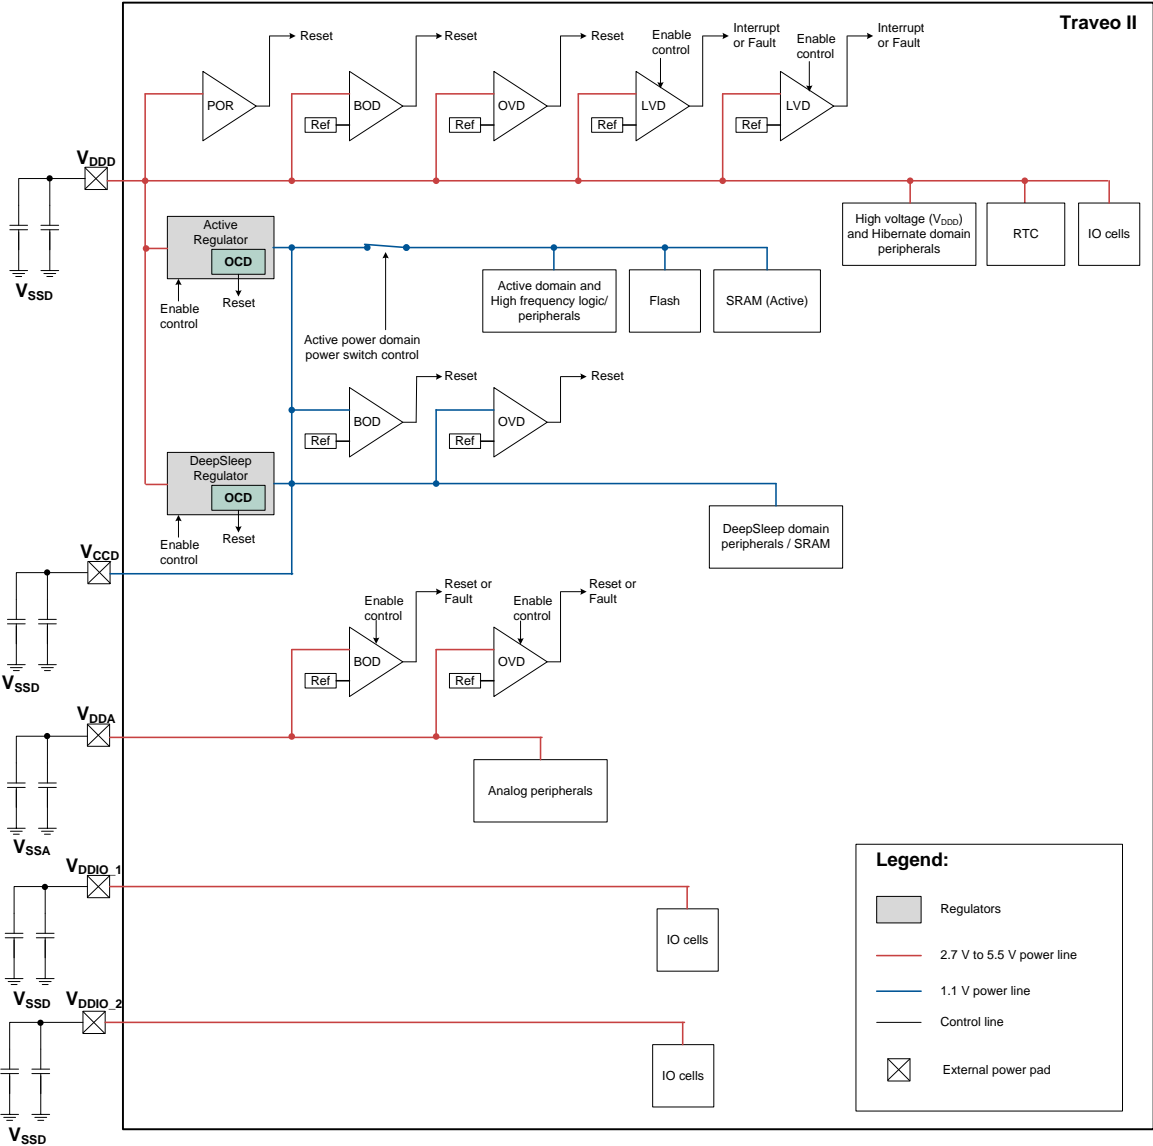 Traveo II
Reset
Reset
Reset
Enable
control
Interrupt
or Fault
Enable
control
Interrupt
or Fault
POR
BOD
OVD
LVD
LVD
Ref
Ref
Ref
Ref
VDDD
VSSD
Active
Regulator
OCD
Reset
Enable
control
Active power domain
power switch control
Active domain and
High frequency logic/
peripherals
Flash
SRAM (Active)
High voltage (VDDD)
and Hibernate domain
peripherals
RTC
IO cells
Reset
Reset
BOD
OVD
Ref
Ref
DeepSleep
Regulator
OCD
Reset
Enable
control
DeepSleep domain
peripherals / SRAM
VCCD
VSSD
Enable
control
Reset or
Fault
Enable
control
Reset or
Fault
BOD
OVD
Ref
Ref
VDDA
VSSA
Analog peripherals
VDDIO_1
VSSD
IO cells
VDDIO_2
VSSD
IO cells
Legend:
Regulators
2.7 V to 5.5 V power line
1.1 V power line
Control line
External power pad